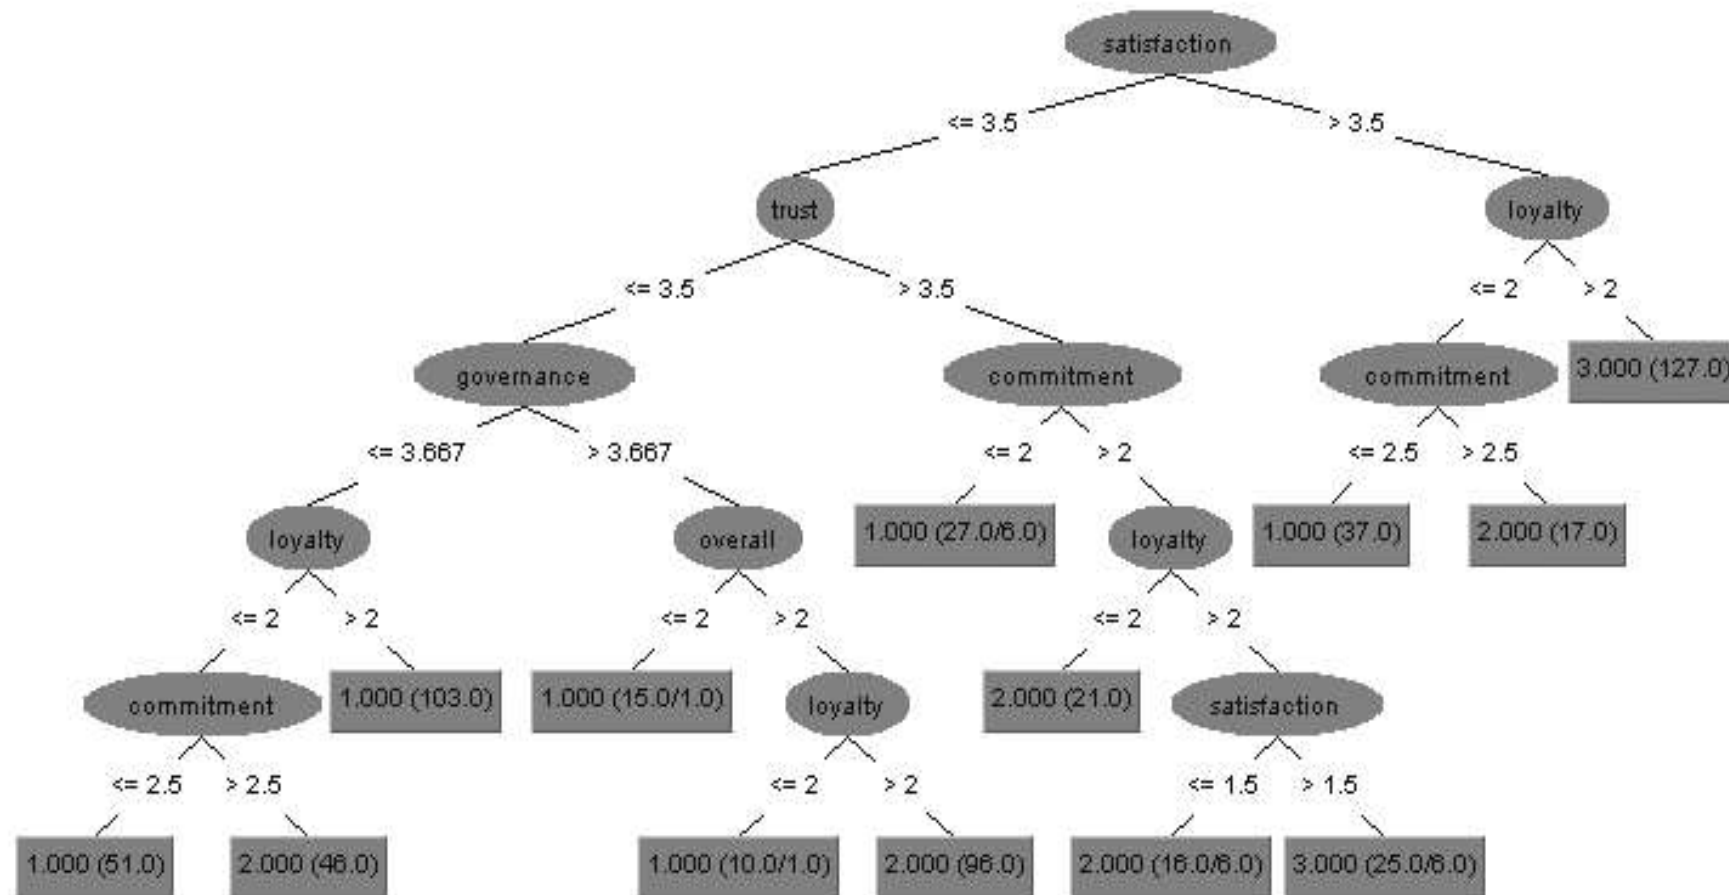 satisfaction
<= 3.5 > 3.5
trust loyalty
<= 3.5 > 3.5 <= 2 > 2
governance commitment commitment 3.000 (127.0)
<= 3.667 > 3.667 <= 2 > 2 <= 2.5 > 2.5
loyalty overall 1.000 (27.0/6.0) loyalty 1.000 (37.0) 2.000 (17.0)
<= 2 > 2 <= 2 > 2 <= 2 > 2
commitment 1.000 (103.0) 1.000 (15.0/1.0) loyalty 2.000 (21.0) satisfaction
<= 2.5 > 2.5 <= 2 > 2 <= 1.5 > 1.5
1.000 (51.0) 2.000 (46.0) 1.000 (10.0/1.0) 2.000 (96.0) 2.000 (16.0/6.0) 3.000 (25.0/6.0)